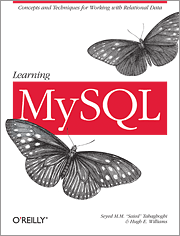 Concepts and Techniques for Working with Relational Data
Learning
MySQL
O'REILLY®
Seyed M.M. "Saied" Tahaghoghi
& Hugh E. Williams